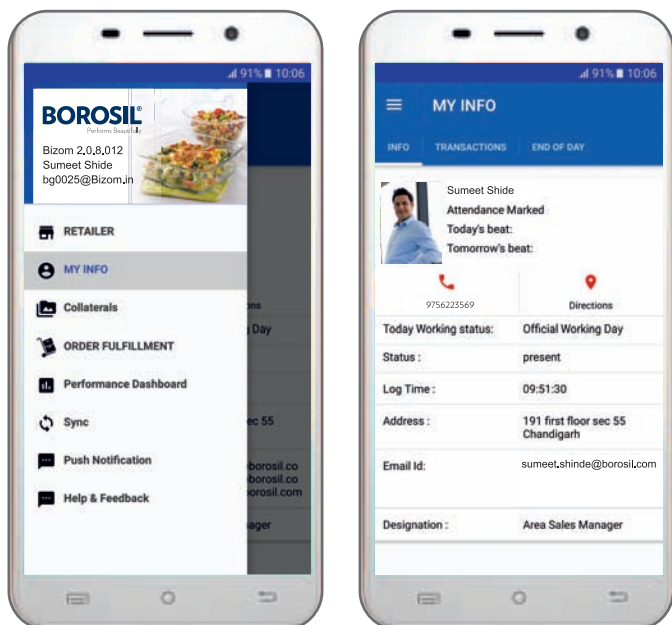 91% 10:06
BOROSIL®
Performs Beautifully
Bizom 2.0.8.012
Sumeet Shide
bg0025@Bizom.in
RETAILER
MY INFO
Collaterals
ORDER FULFILLMENT
Performance Dashboard
Sync
Push Notification
Help & Feedback
ons
Day
ec 55
borosil.co
borosil.co
orosil.com
ager
91% 10:06
MY INFO
INFO TRANSACTIONS END OF DAY
Sumeet Shide
Attendance Marked
Today's beat:
Tomorrow's beat:
9756223569 Directions
Today Working status: Official Working Day
Status : present
Log Time : 09:51:30
Address : 191 first floor sec 55
Chandigarh
Email Id: sumeet.shinde@borosil.com
Designation : Area Sales Manager